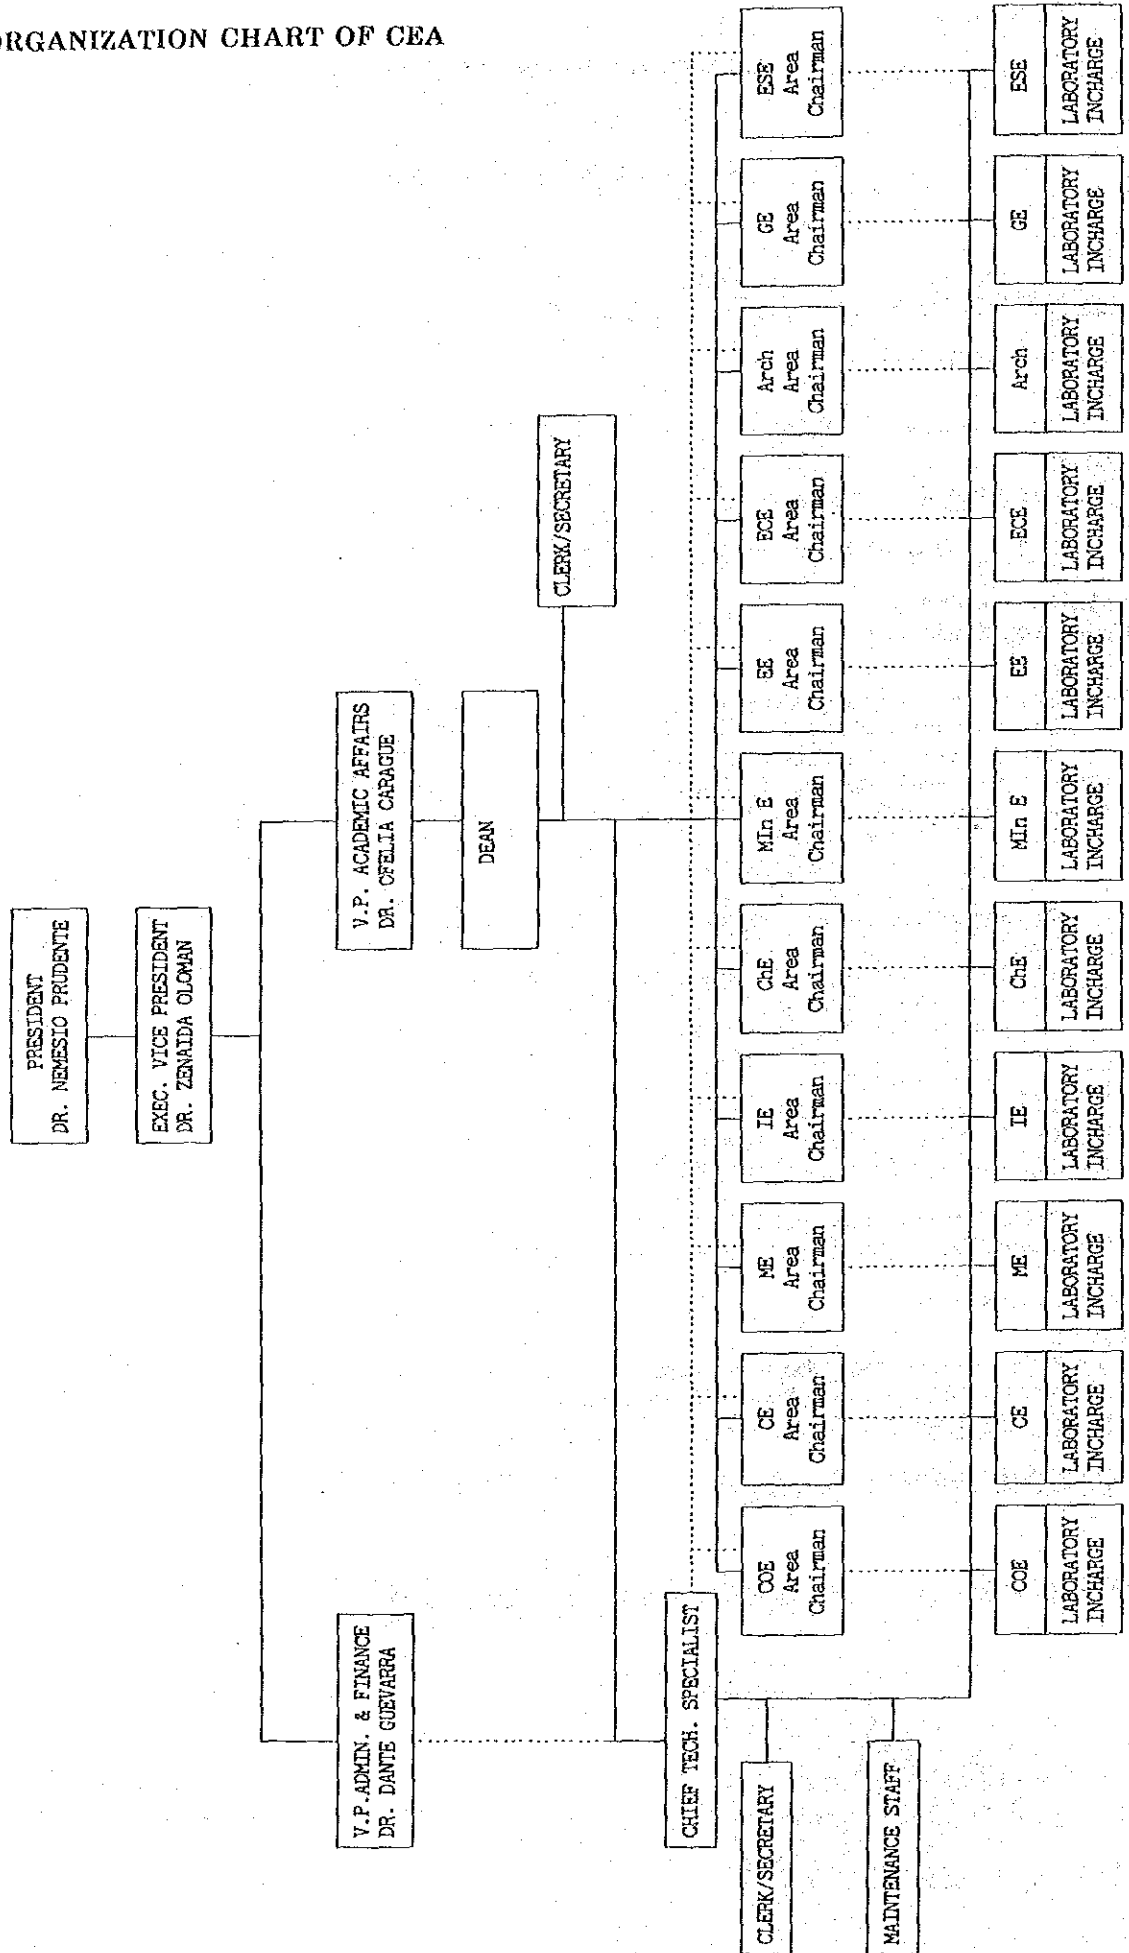 ORGANIZATION CHART OF CEA
PRESIDENT
DR. NEMESIO PRUDENTE
EXEC. VICE PRESIDENT
DR. ZENAIDA OLOMAN
V.P.ADMIN. & FINANCE
DR. DANTE GUEVARRA
V.P. ACADEMIC AFFAIRS
DR. OFELIA CARAGUE
DEAN
CLERK/SECRETARY
CHIEF TECH. SPECIALIST
CLERK/SECRETARY
MAINTENANCE STAFF
COE
Area
Chairman
CE
Area
Chairman
ME
Area
Chairman
IE
Area
Chairman
ChE
Area
Chairman
MIn E
Area
Chairman
EE
Area
Chairman
ECE
Area
Chairman
Arch
Area
Chairman
GE
Area
Chairman
ESE
Area
Chairman
COE
LABORATORY
INCHARGE
CE
LABORATORY
INCHARGE
ME
LABORATORY
INCHARGE
IE
LABORATORY
INCHARGE
ChE
LABORATORY
INCHARGE
MIn E
LABORATORY
INCHARGE
EE
LABORATORY
INCHARGE
ECE
LABORATORY
INCHARGE
Arch
LABORATORY
INCHARGE
GE
LABORATORY
INCHARGE
ESE
LABORATORY
INCHARGE